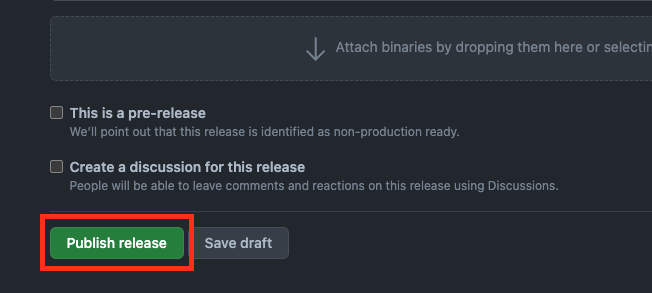 Attach binaries by dropping them here or selectin
This is a pre-release
We'll point out that this release is identified as non-production ready.
Create a discussion for this release
People will be able to leave comments and reactions on this release using Discussions.
Publish release Save draft